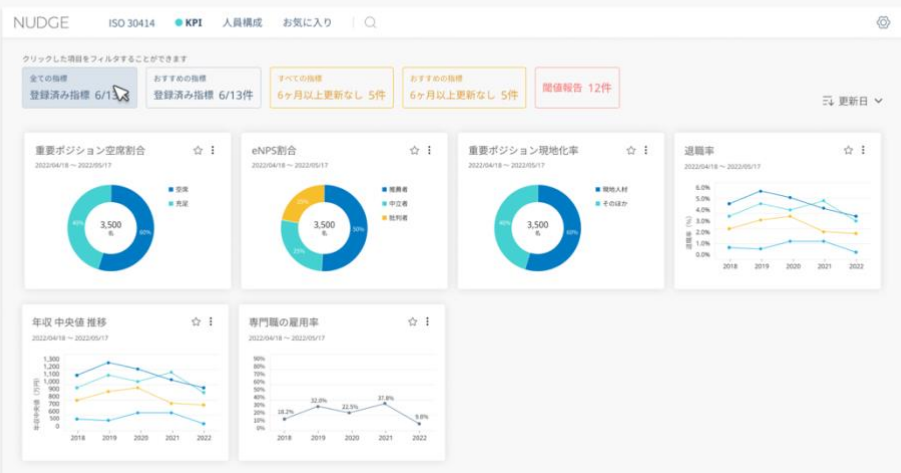 NUDGE
ISO 30414
KPI
人員構成
お気に入り
クリックした項目をフィルタすることができます
全ての指標
登録済み指標 6/13
おすすめの指標
登録済み指標 6/13件
すべての指標
6ヶ月以上更新なし 5件
おすすめの指標
6ヶ月以上更新なし 5件
閾値報告 12件
更新日
重要ポジション空席割合
2022/04/18 ～ 2022/05/17
空席
充足
40%
3,500
名
60%
eNPS割合
2022/04/18 ～ 2022/05/17
推薦者
中立者
批判者
25%
3,500
名
50%
25%
重要ポジション現地化率
2022/04/18 ～ 2022/05/17
現地人材
そのほか
40%
3,500
名
60%
退職率
2022/04/18 ～ 2022/05/17
退職率 (%)
6.0%
5.0%
4.0%
3.0%
2.0%
1.0%
0.0%
2018 2019 2020 2021 2022
年収 中央値 推移
2022/04/18 ～ 2022/05/17
年収中央値 (万円)
1,300
1,200
1,100
1,000
900
800
700
600
500
0
2018 2019 2020 2021 2022
専門職の雇用率
2022/04/18 ～ 2022/05/17
90%
80%
70%
60%
50%
40%
30%
20%
10%
0%
18.2%
32.0%
22.5%
37.8%
9.8%
2018 2019 2020 2021 2022